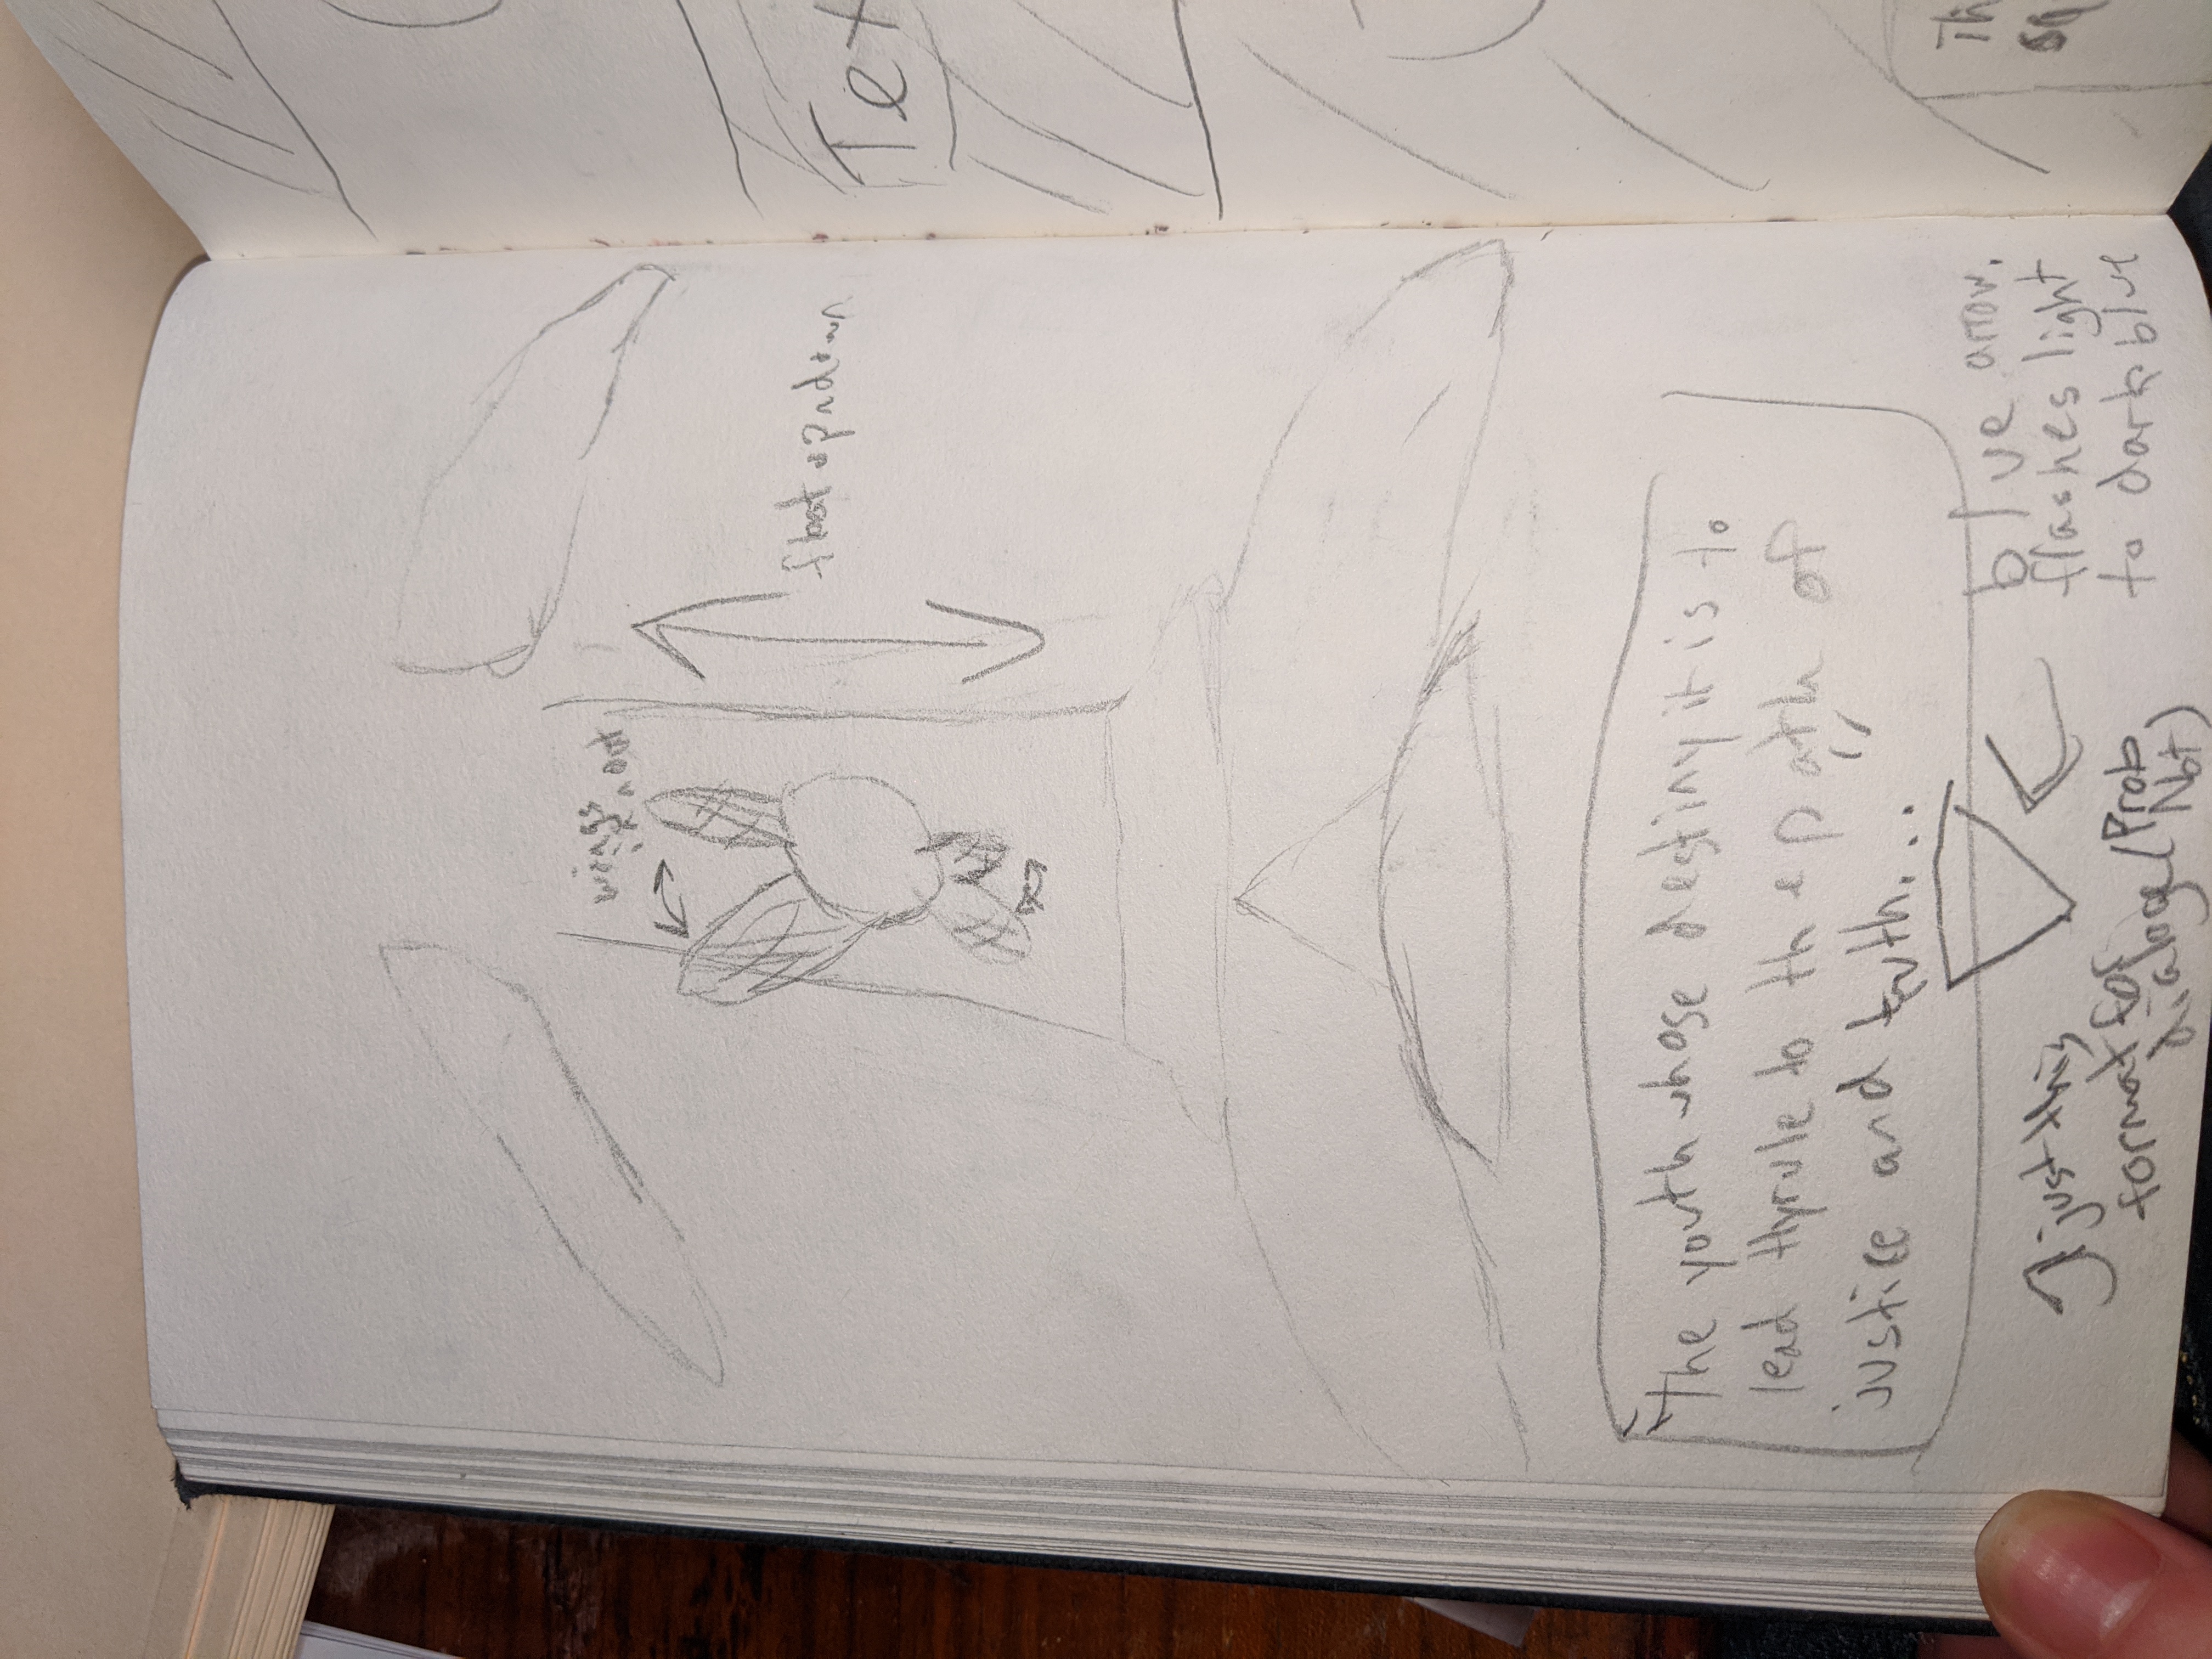 wings
in n out
float up n down
The youth whose destiny it is to
lead Hyrule to the path of
justice and truth...
blue arrow.
flashes light
to dark blue
just this
format for
dialoge (Prob
Not)
Tex
Th
sq